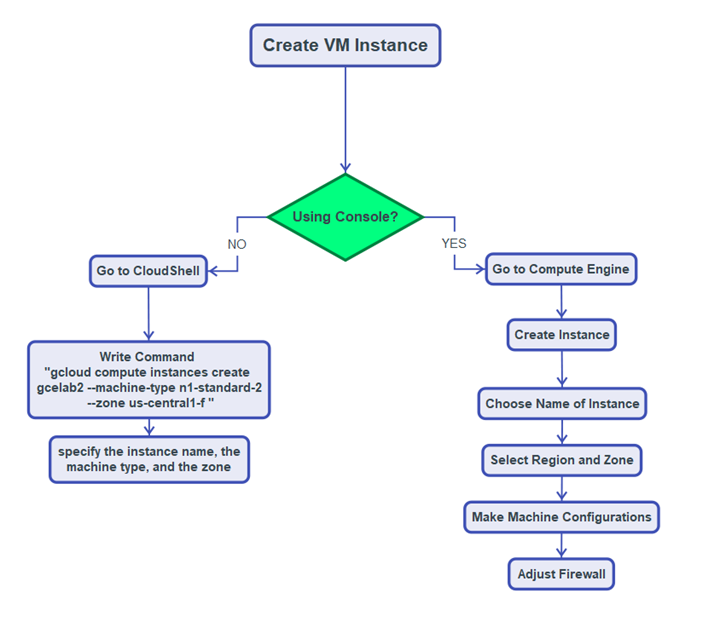 Create VM Instance
Using Console?
NO
YES
Go to CloudShell
Go to Compute Engine
Write Command
"gcloud compute instances create
gcelab2 --machine-type n1-standard-2
--zone us-central1-f "
specify the instance name, the
machine type, and the zone
Create Instance
Choose Name of Instance
Select Region and Zone
Make Machine Configurations
Adjust Firewall